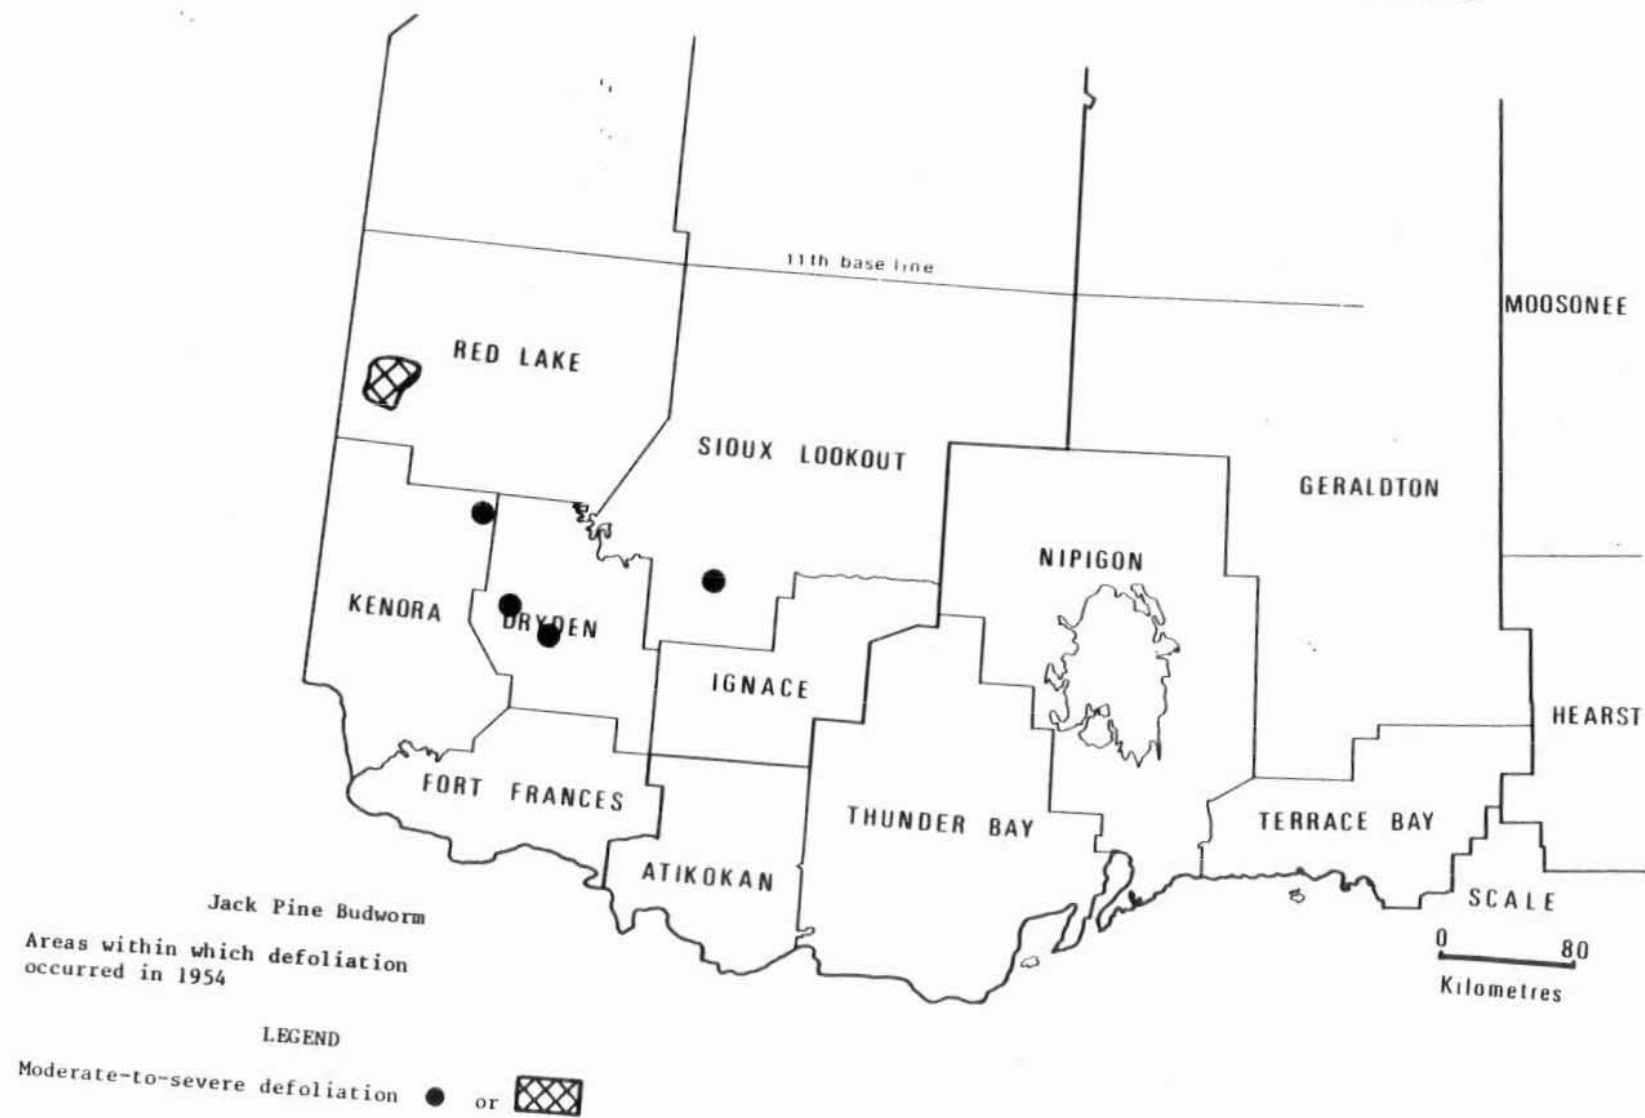 11th base line
MOOSONEE
RED LAKE
SIOUX LOOKOUT
GERALDTON
NIPIGON
KENORA
DRYDEN
IGNACE
HEARST
FORT FRANCES
THUNDER BAY
TERRACE BAY
ATIKOKAN
SCALE
0 80
Kilometres
Jack Pine Budworm
Areas within which defoliation
occurred in 1954
LEGEND
Moderate-to-severe defoliation or